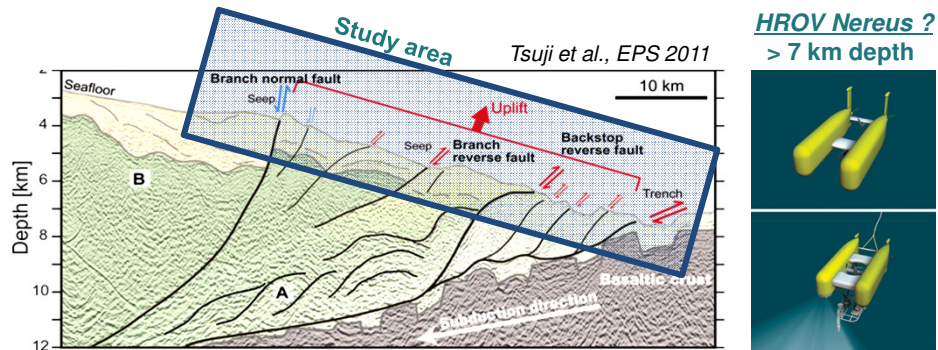 Study area
Tsuji et al., EPS 2011
HROV Nereus ?
> 7 km depth
2
Seafloor
Branch normal fault
10 km
Seep
Uplift
4
Backstop
reverse fault
Seep
Branch
reverse fault
B
6
Trench
Depth [km]
8
Basaltic crust
A
10
Subduction direction
12